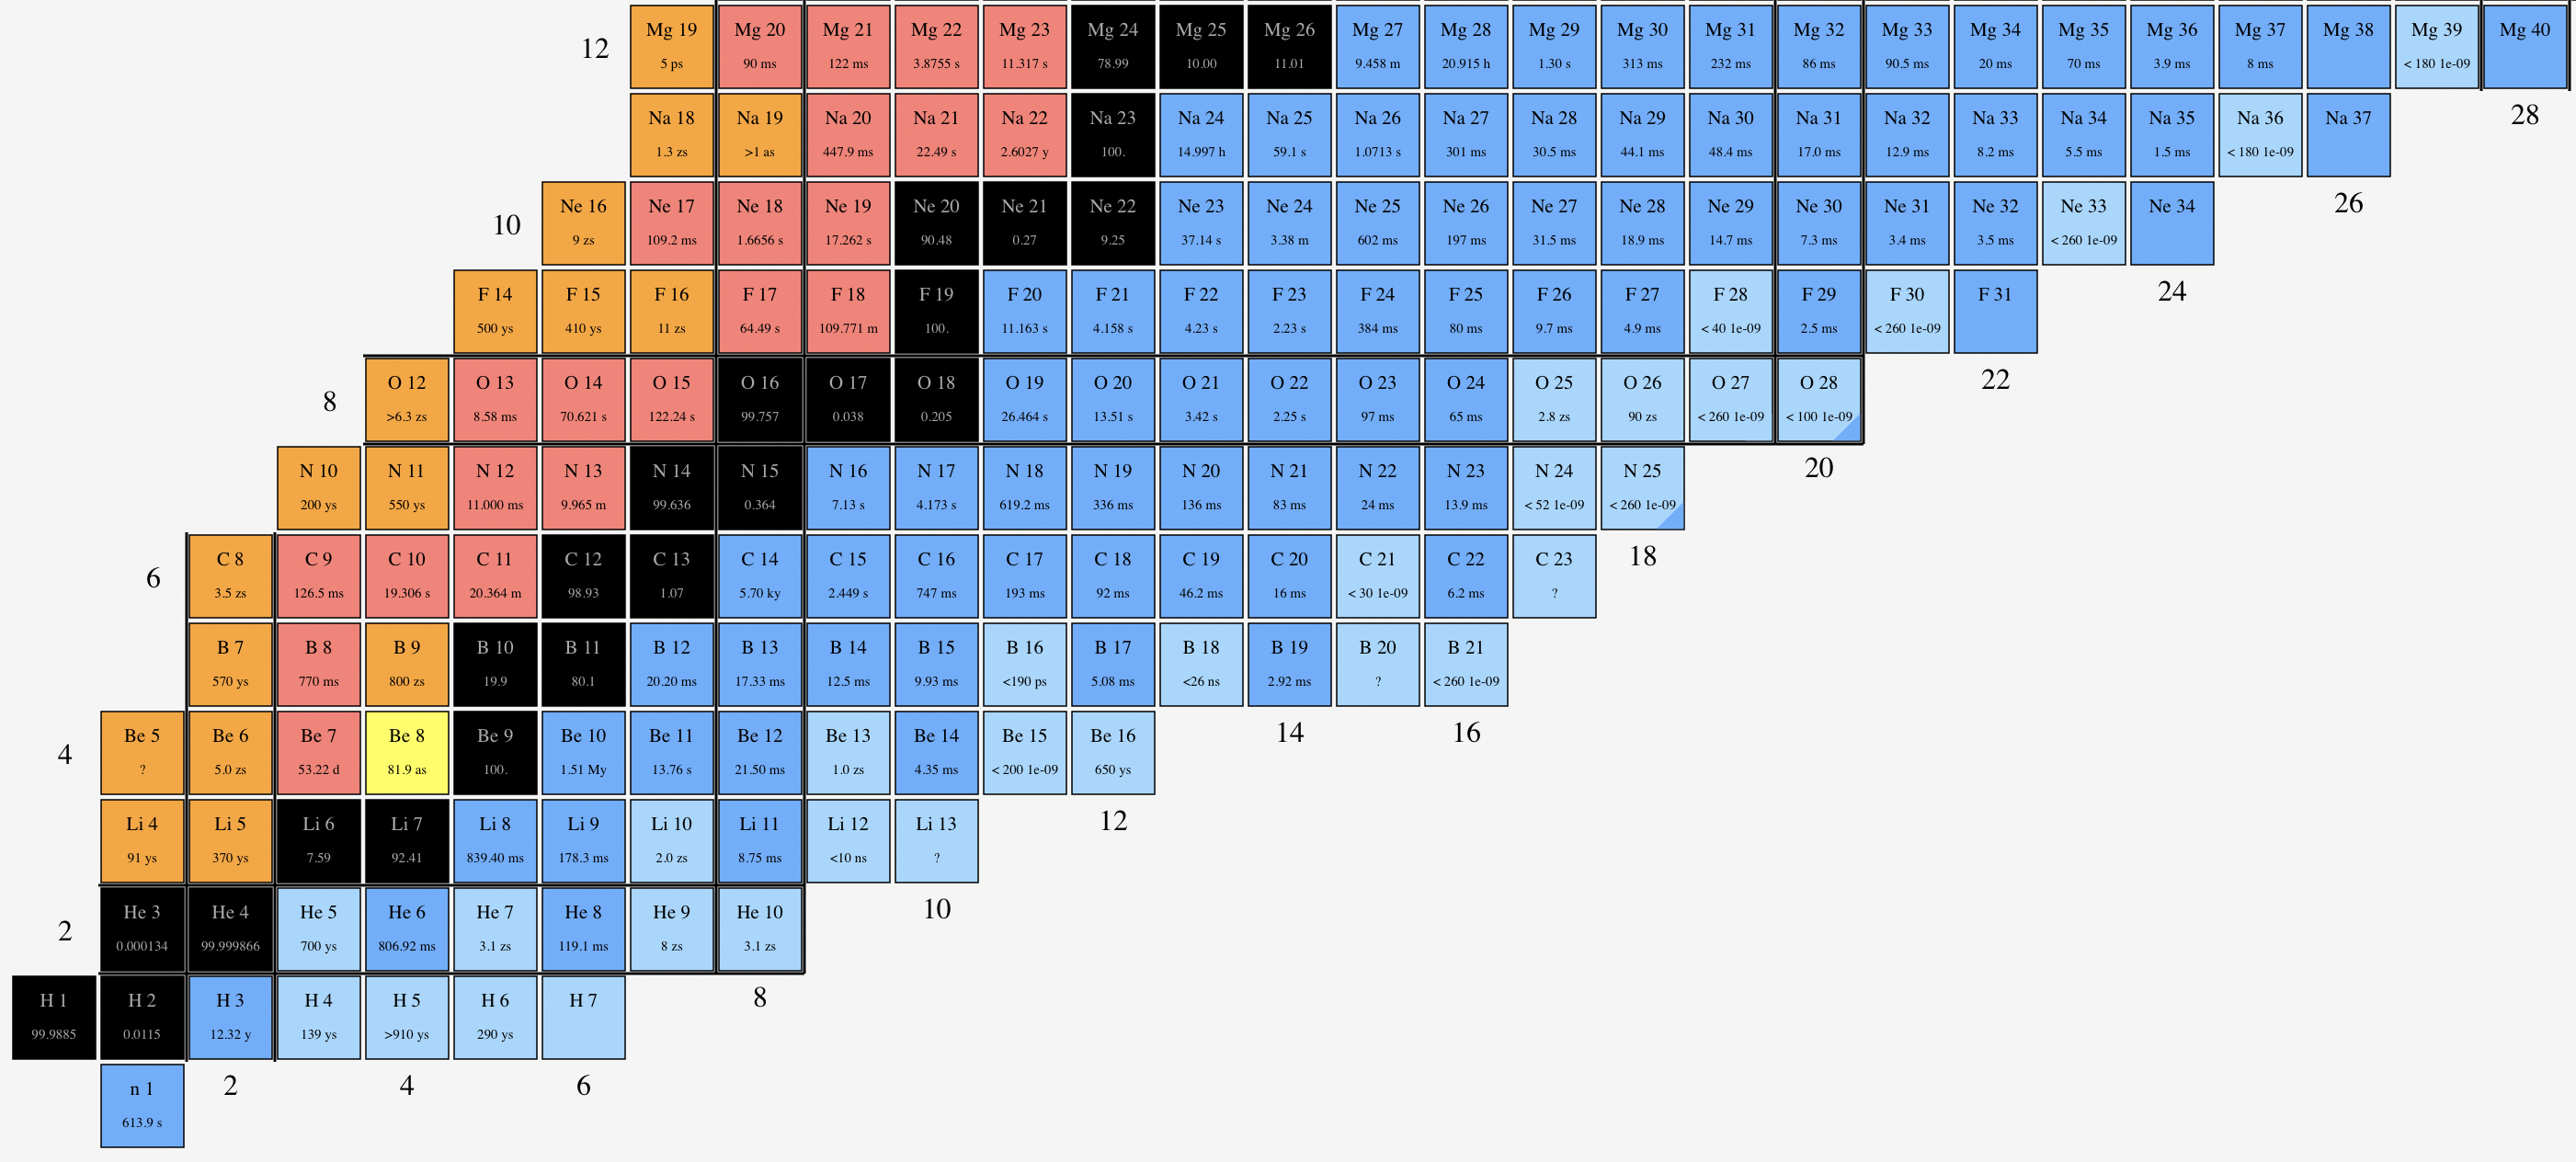 12 Mg 19 Mg 20 Mg 21 Mg 22 Mg 23 Mg 24 Mg 25 Mg 26 Mg 27 Mg 28 Mg 29 Mg 30 Mg 31 Mg 32 Mg 33 Mg 34 Mg 35 Mg 36 Mg 37 Mg 38 Mg 39 Mg 40
5 ps 90 ms 122 ms 3.8755 s 11.317 s 78.99 10.00 11.01 9.458 m 20.915 h 1.30 s 313 ms 232 ms 86 ms 90.5 ms 20 ms 70 ms 3.9 ms 8 ms < 180 1e-09
Na 18 Na 19 Na 20 Na 21 Na 22 Na 23 Na 24 Na 25 Na 26 Na 27 Na 28 Na 29 Na 30 Na 31 Na 32 Na 33 Na 34 Na 35 Na 36 Na 37 28
1.3 zs >1 as 447.9 ms 22.49 s 2.6027 y 100. 14.997 h 59.1 s 1.0713 s 301 ms 30.5 ms 44.1 ms 48.4 ms 17.0 ms 12.9 ms 8.2 ms 5.5 ms 1.5 ms < 180 1e-09
10 Ne 16 Ne 17 Ne 18 Ne 19 Ne 20 Ne 21 Ne 22 Ne 23 Ne 24 Ne 25 Ne 26 Ne 27 Ne 28 Ne 29 Ne 30 Ne 31 Ne 32 Ne 33 Ne 34 26
9 zs 109.2 ms 1.6656 s 17.262 s 90.48 0.27 9.25 37.14 s 3.38 m 602 ms 197 ms 31.5 ms 18.9 ms 14.7 ms 7.3 ms 3.4 ms 3.5 ms < 260 1e-09
F 14 F 15 F 16 F 17 F 18 F 19 F 20 F 21 F 22 F 23 F 24 F 25 F 26 F 27 F 28 F 29 F 30 F 31 24
500 ys 410 ys 11 zs 64.49 s 109.771 m 100. 11.163 s 4.158 s 4.23 s 2.23 s 384 ms 80 ms 9.7 ms 4.9 ms < 40 1e-09 2.5 ms < 260 1e-09
8 O 12 O 13 O 14 O 15 O 16 O 17 O 18 O 19 O 20 O 21 O 22 O 23 O 24 O 25 O 26 O 27 O 28 22
>6.3 zs 8.58 ms 70.621 s 122.24 s 99.757 0.038 0.205 26.464 s 13.51 s 3.42 s 2.25 s 97 ms 65 ms 2.8 zs 90 zs < 260 1e-09 < 100 1e-09
N 10 N 11 N 12 N 13 N 14 N 15 N 16 N 17 N 18 N 19 N 20 N 21 N 22 N 23 N 24 N 25 20
200 ys 550 ys 11.000 ms 9.965 m 99.636 0.364 7.13 s 4.173 s 619.2 ms 336 ms 136 ms 83 ms 24 ms 13.9 ms < 52 1e-09 < 260 1e-09
6 C 8 C 9 C 10 C 11 C 12 C 13 C 14 C 15 C 16 C 17 C 18 C 19 C 20 C 21 C 22 C 23 18
3.5 zs 126.5 ms 19.306 s 20.364 m 98.93 1.07 5.70 ky 2.449 s 747 ms 193 ms 92 ms 46.2 ms 16 ms < 30 1e-09 6.2 ms ?
B 7 B 8 B 9 B 10 B 11 B 12 B 13 B 14 B 15 B 16 B 17 B 18 B 19 B 20 B 21
570 ys 770 ms 800 zs 19.9 80.1 20.20 ms 17.33 ms 12.5 ms 9.93 ms <190 ps 5.08 ms <26 ns 2.92 ms ? < 260 1e-09
4 Be 5 Be 6 Be 7 Be 8 Be 9 Be 10 Be 11 Be 12 Be 13 Be 14 Be 15 Be 16 14 16
? 5.0 zs 53.22 d 81.9 as 100. 1.51 My 13.76 s 21.50 ms 1.0 zs 4.35 ms < 200 1e-09 650 ys
Li 4 Li 5 Li 6 Li 7 Li 8 Li 9 Li 10 Li 11 Li 12 Li 13 12
91 ys 370 ys 7.59 92.41 839.40 ms 178.3 ms 2.0 zs 8.75 ms <10 ns ?
2 He 3 He 4 He 5 He 6 He 7 He 8 He 9 He 10 10
0.000134 99.999866 700 ys 806.92 ms 3.1 zs 119.1 ms 8 zs 3.1 zs
H 1 H 2 H 3 H 4 H 5 H 6 H 7 8
99.9885 0.0115 12.32 y 139 ys >910 ys 290 ys
n 1 2 4 6
613.9 s